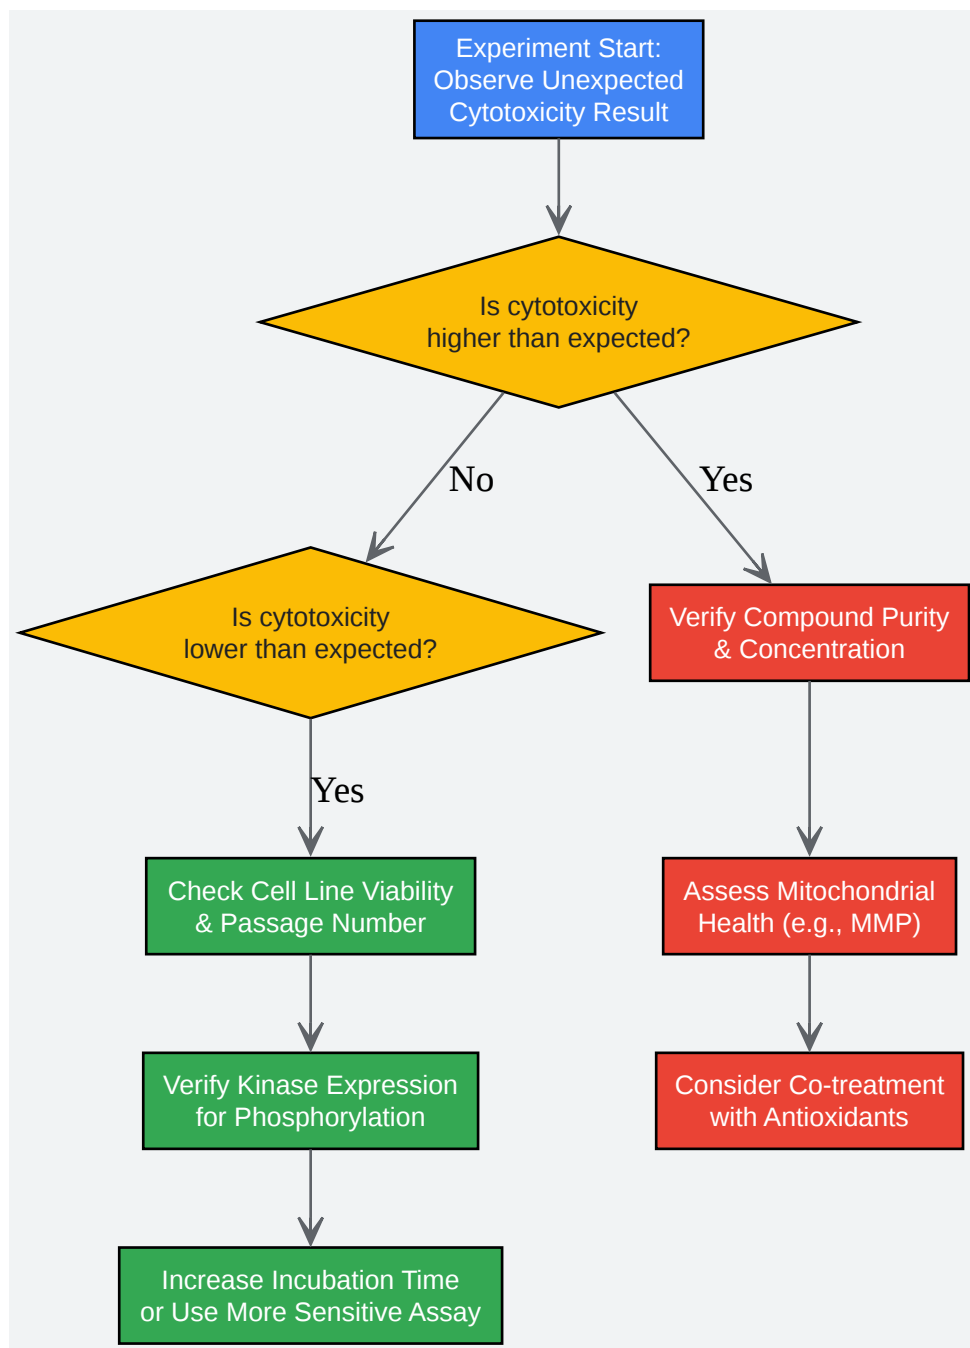 Experiment Start:
Observe Unexpected
Cytotoxicity Result
Is cytotoxicity
higher than expected?
No
Yes
Is cytotoxicity
lower than expected?
Verify Compound Purity
& Concentration
Yes
Check Cell Line Viability
& Passage Number
Assess Mitochondrial
Health (e.g., MMP)
Verify Kinase Expression
for Phosphorylation
Consider Co-treatment
with Antioxidants
Increase Incubation Time
or Use More Sensitive Assay